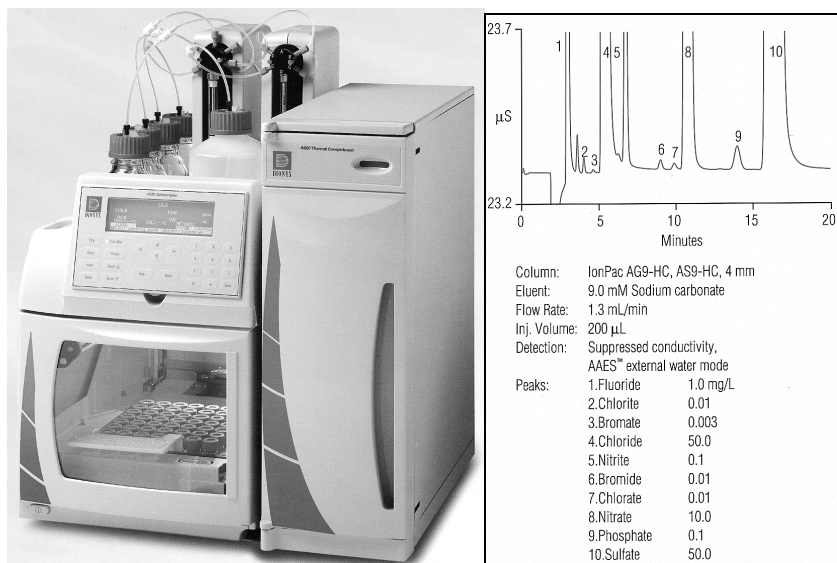 DIONEX
AS50 Thermal Compartment
AS50 Autosampler
DIONEX
23.7
1
4
5
8
10
µS
2
3
6
7
9
23.2
0
5
10
15
20
Minutes
Column: IonPac AG9-HC, AS9-HC, 4 mm
Eluent: 9.0 mM Sodium carbonate
Flow Rate: 1.3 mL/min
Inj. Volume: 200 µL
Detection: Suppressed conductivity,
AAES™ external water mode
Peaks: 1.Fluoride 1.0 mg/L
2.Chlorite 0.01
3.Bromate 0.003
4.Chloride 50.0
5.Nitrite 0.1
6.Bromide 0.01
7.Chlorate 0.01
8.Nitrate 10.0
9.Phosphate 0.1
10.Sulfate 50.0